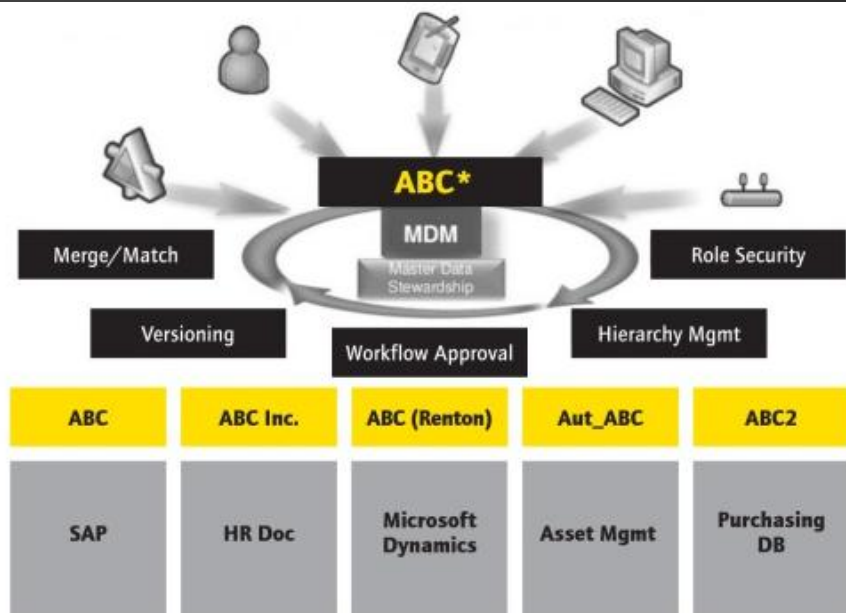 ABC*
MDM
Master Data
Stewardship
Merge/Match
Role Security
Versioning
Hierarchy Mgmt
Workflow Approval
ABC
ABC Inc.
ABC (Renton)
Aut_ABC
ABC2
SAP
HR Doc
Microsoft
Dynamics
Asset Mgmt
Purchasing
DB